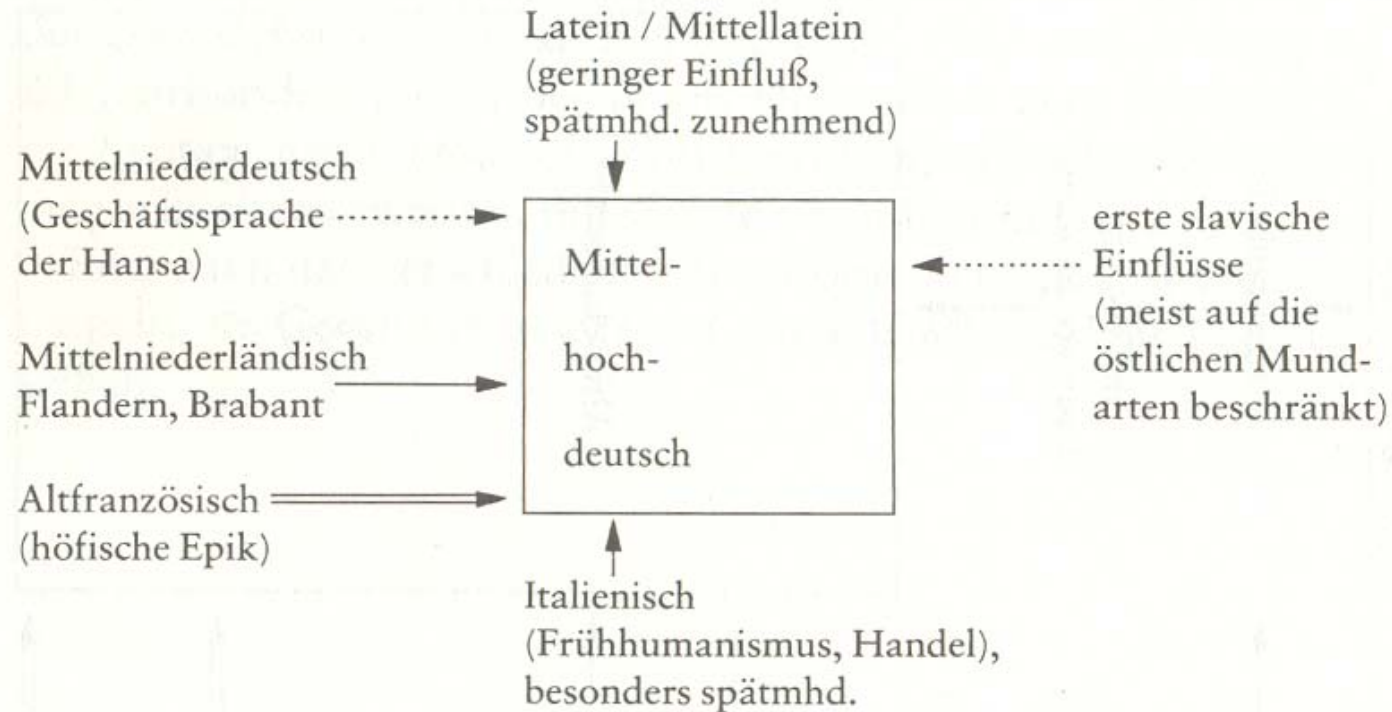 Latein / Mittellatein
(geringer Einfluß,
spätmhd. zunehmend)
Mittelniederdeutsch
(Geschäftssprache
der Hansa)
Mittelniederländisch
Flandern, Brabant
Altfranzösisch
(höfische Epik)
Mittel-
hoch-
deutsch
erste slavische
Einflüsse
(meist auf die
östlichen Mund-
arten beschränkt)
Italienisch
(Frühhumanismus, Handel),
besonders spätmhd.